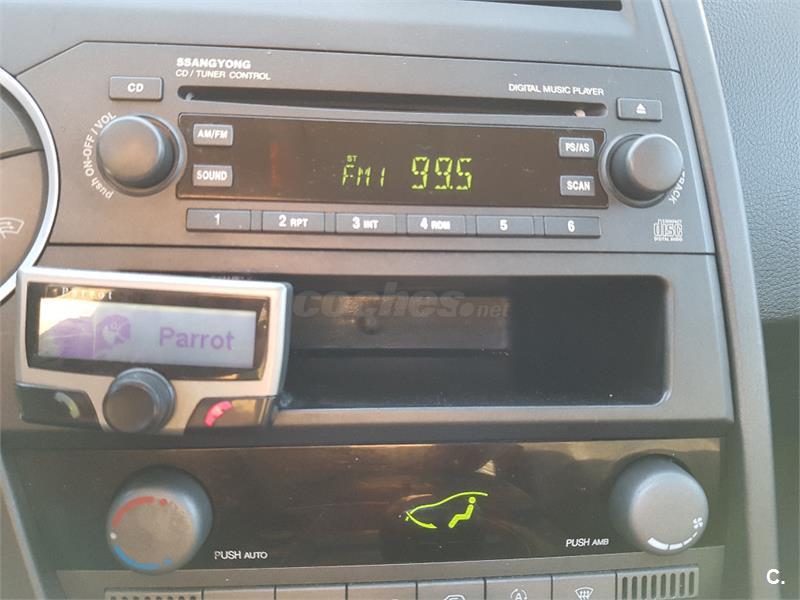 SSANGYONG
CD / TUNER CONTROL
DIGITAL MUSIC PLAYER
CD
push ON-OFF / VOL
AM/FM
PS/AS
ST
FM1 99.5
SOUND
SCAN
TRACK
1
2 RPT
3 INT
4 RDM
5
6
COMPACT
disc
DIGITAL AUDIO
Parrot
coches.net
Parrot
PUSH AUTO
PUSH AMB
A
C.